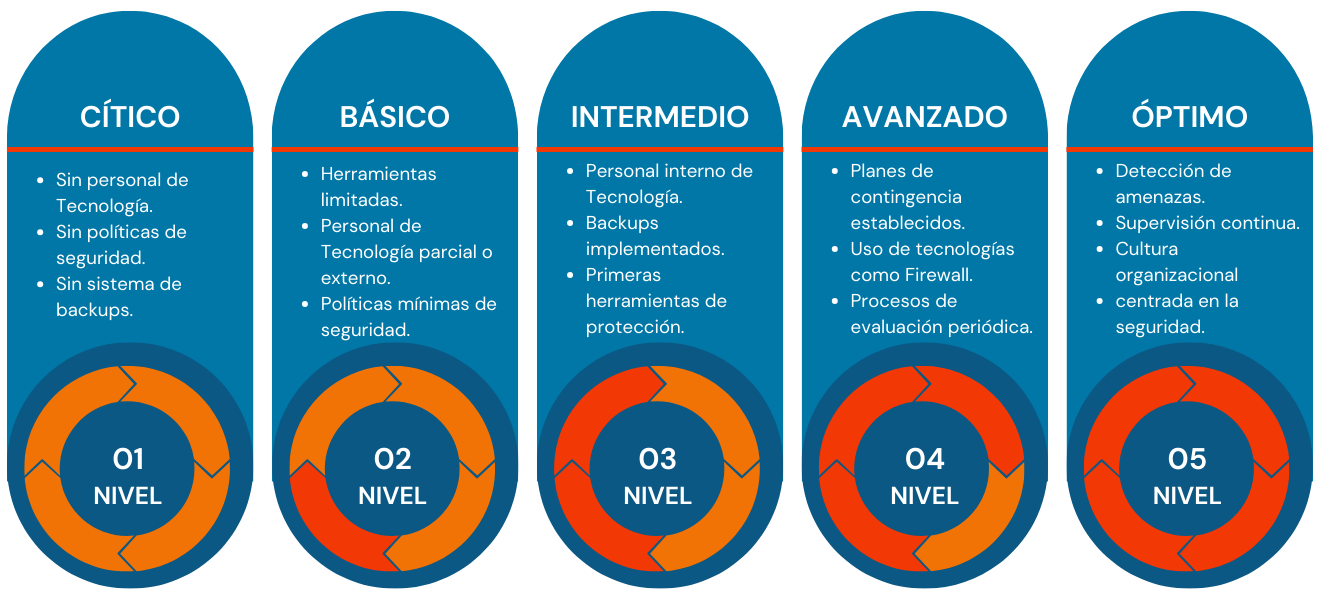 CÍTICO
• Sin personal de
Tecnología.
• Sin políticas de
seguridad.
• Sin sistema de
backups.
01
NIVEL
BÁSICO
• Herramientas
limitadas.
• Personal de
Tecnología parcial o
externo.
• Políticas mínimas de
seguridad.
02
NIVEL
INTERMEDIO
• Personal interno de
Tecnología.
• Backups
implementados.
• Primeras
herramientas de
protección.
03
NIVEL
AVANZADO
• Planes de
contingencia
establecidos.
• Uso de tecnologías
como Firewall.
• Procesos de
evaluación periódica.
04
NIVEL
ÓPTIMO
• Detección de
amenazas.
• Supervisión continua.
• Cultura
organizacional
• centrada en la
seguridad.
05
NIVEL